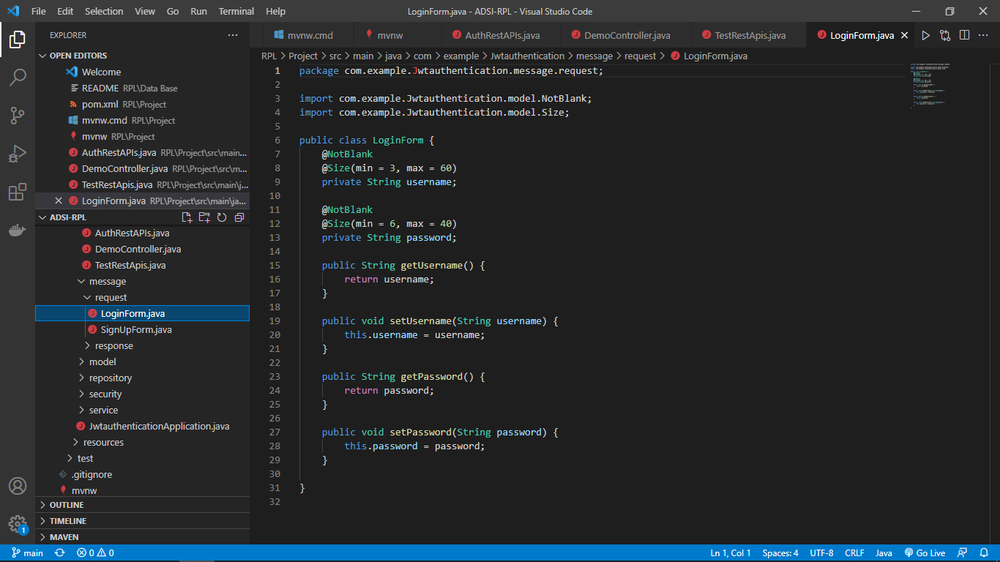 File Edit Selection View Go Run Terminal Help
LoginForm.java - ADSI-RPL - Visual Studio Code
EXPLORER
OPEN EDITORS
Welcome
README RPL\Data Base
pom.xml RPL\Project
mvnw.cmd RPL\Project
mvnw RPL\Project
AuthRestAPIs.java RPL\Project\src\main...
DemoController.java RPL\Project\src\m...
TestRestApis.java RPL\Project\src\main\j...
LoginForm.java RPL\Project\src\main\ja...
ADSI-RPL
AuthRestAPIs.java
DemoController.java
TestRestApis.java
message
request
LoginForm.java
SignUpForm.java
response
model
repository
security
service
JwtauthenticationApplication.java
resources
test
.gitignore
mvnw
OUTLINE
TIMELINE
MAVEN
1
mvnw.cmd mvnw AuthRestAPIs.java DemoController.java TestRestApis.java LoginForm.java
RPL > Project > src > main > java > com > example > Jwtauthentication > message > request > LoginForm.java
1 package com.example.Jwtauthentication.message.request;
2
3 import com.example.Jwtauthentication.model.NotBlank;
4 import com.example.Jwtauthentication.model.Size;
5
6 public class LoginForm {
7 @NotBlank
8 @Size(min = 3, max = 60)
9 private String username;
10
11 @NotBlank
12 @Size(min = 6, max = 40)
13 private String password;
14
15 public String getUsername() {
16 return username;
17 }
18
19 public void setUsername(String username) {
20 this.username = username;
21 }
22
23 public String getPassword() {
24 return password;
25 }
26
27 public void setPassword(String password) {
28 this.password = password;
29 }
30
31 }
32
main 0 0 Ln 1, Col 1 Spaces: 4 UTF-8 CRLF Java Go Live